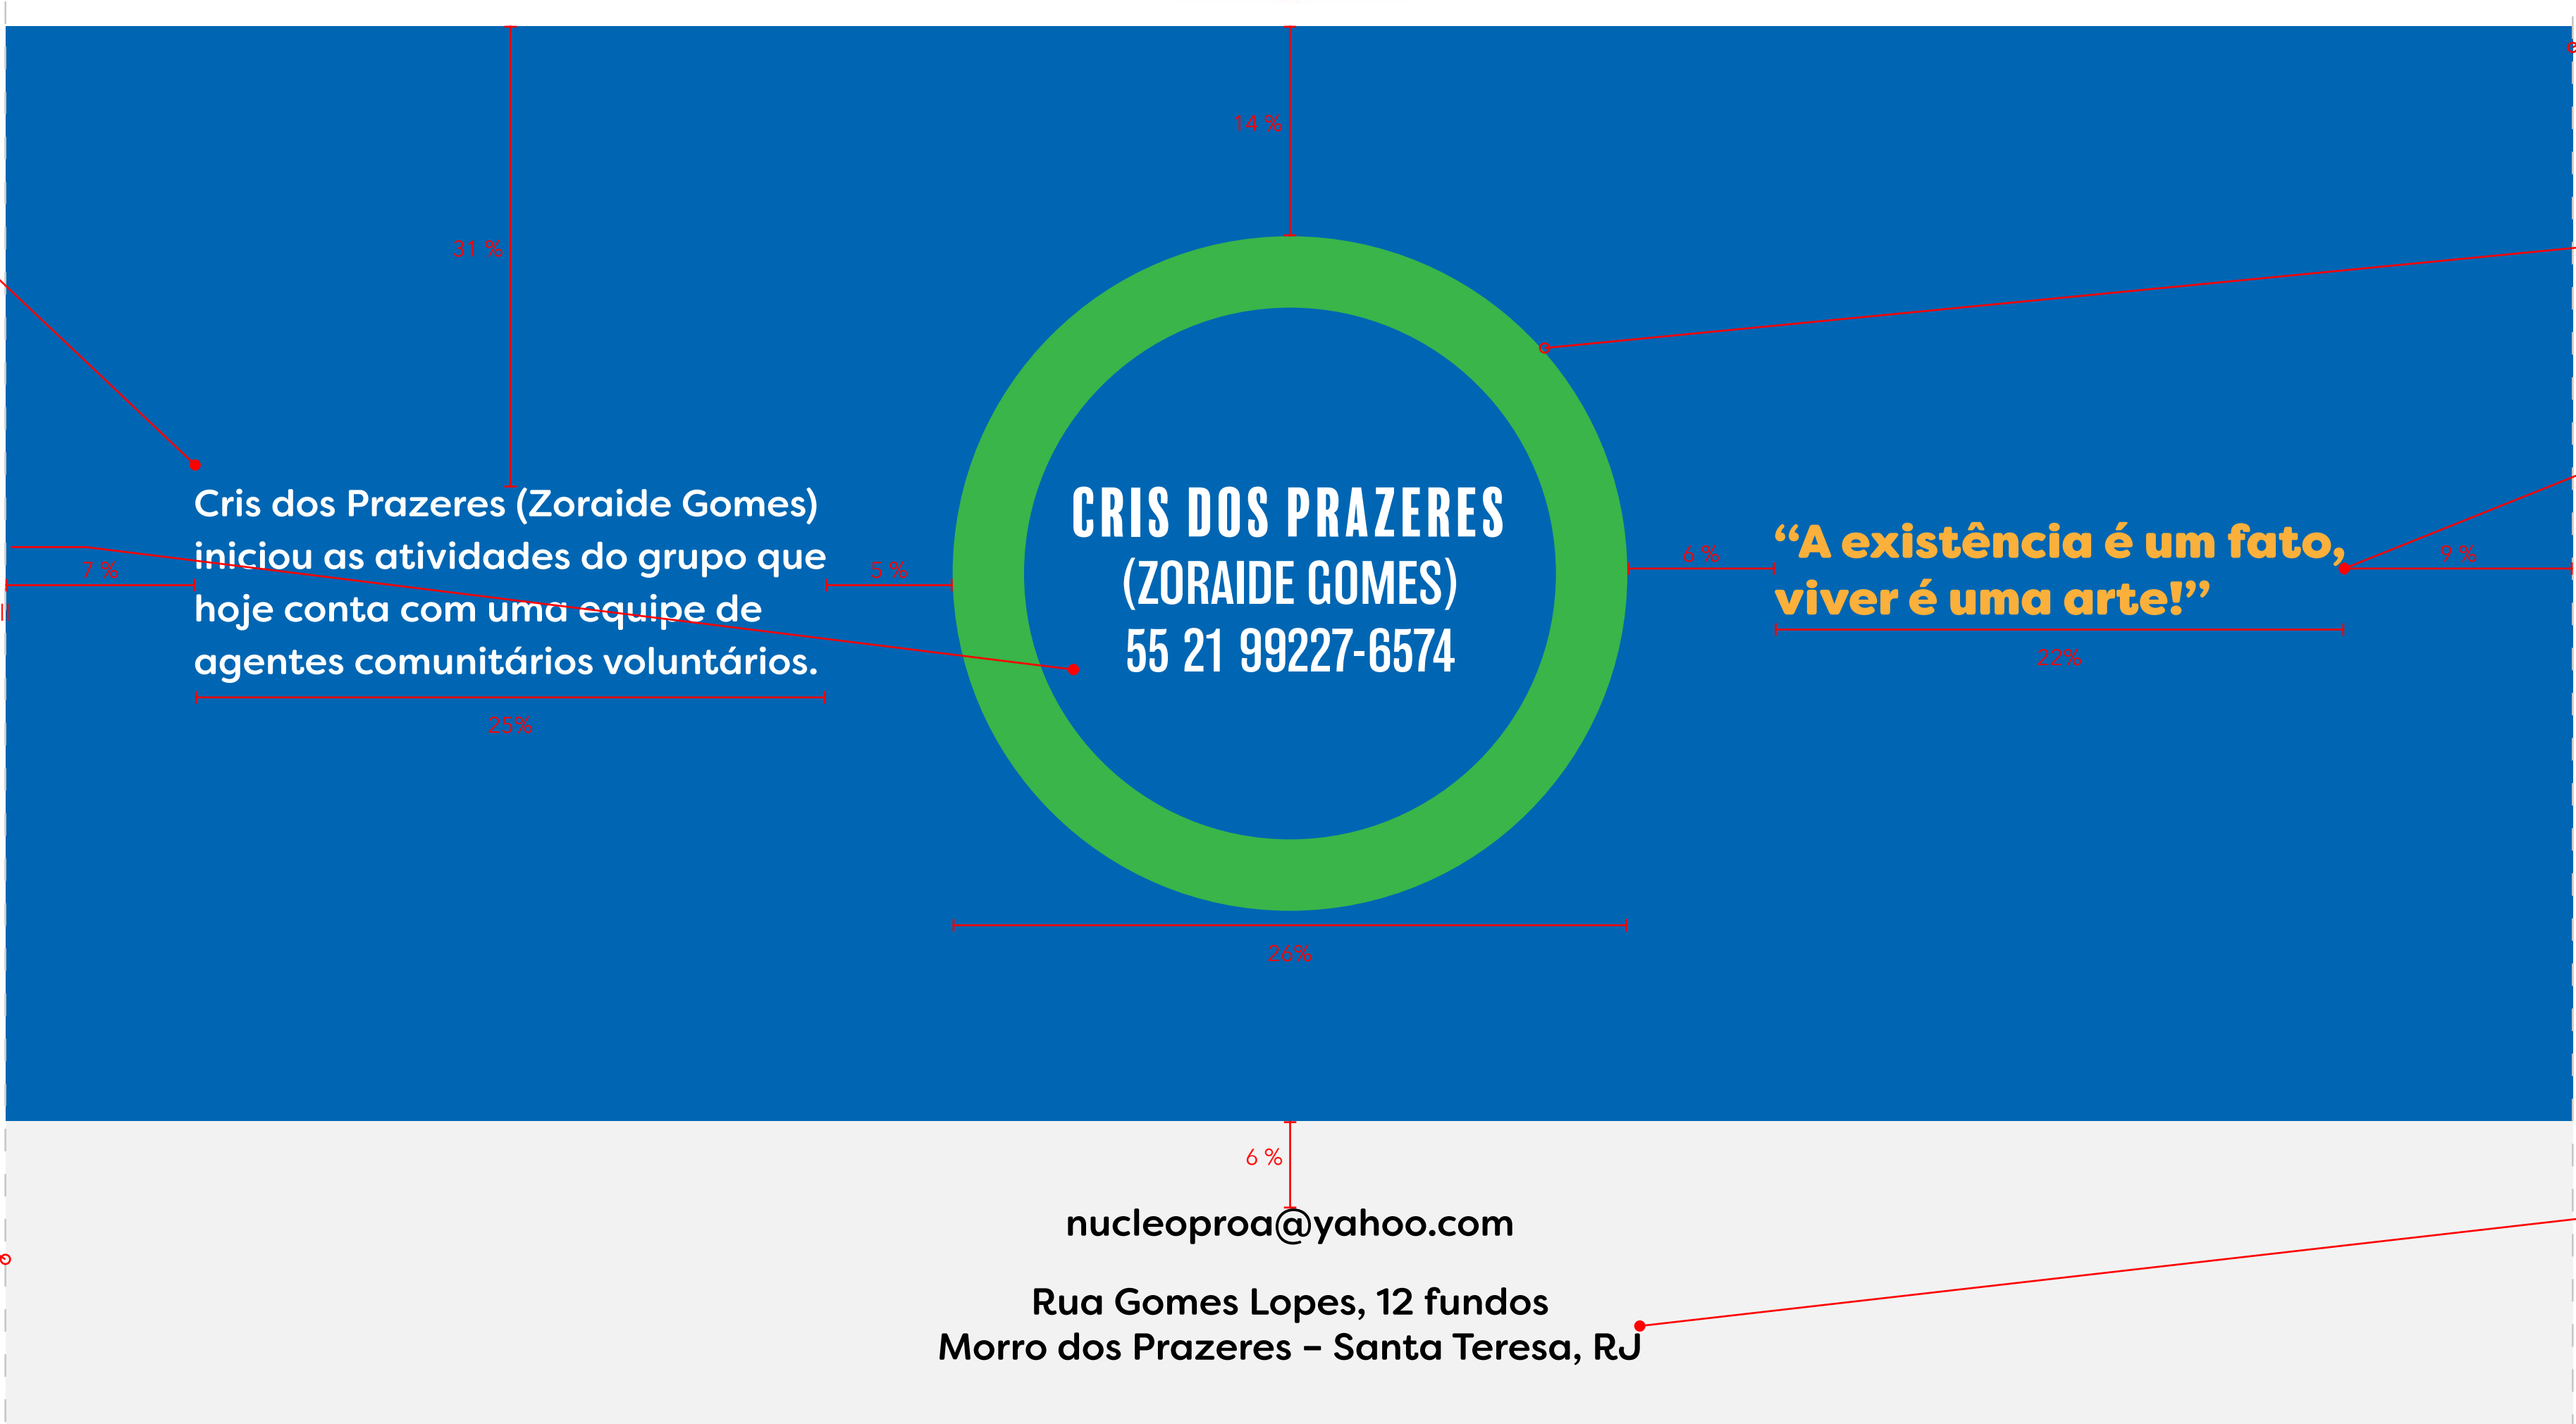 14 %
31 %
Cris dos Prazeres (Zoraide Gomes)
iniciou as atividades do grupo que
hoje conta com uma equipe de
agentes comunitários voluntários.
7 %
5 %
25%
CRIS DOS PRAZERES
(ZORAIDE GOMES)
55 21 99227-6574
26%
6 %
“A existência é um fato,
viver é uma arte!”
9 %
22%
6 %
nucleoproa@yahoo.com
Rua Gomes Lopes, 12 fundos
Morro dos Prazeres – Santa Teresa, RJ